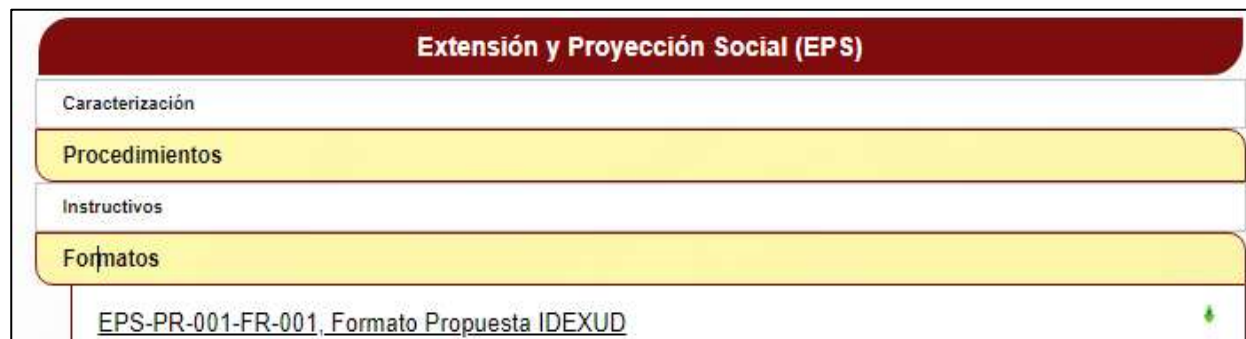 Extensión y Proyección Social (EPS)
Caracterización
Procedimientos
Instructivos
Formatos
EPS-PR-001-FR-001, Formato Propuesta IDEXUD